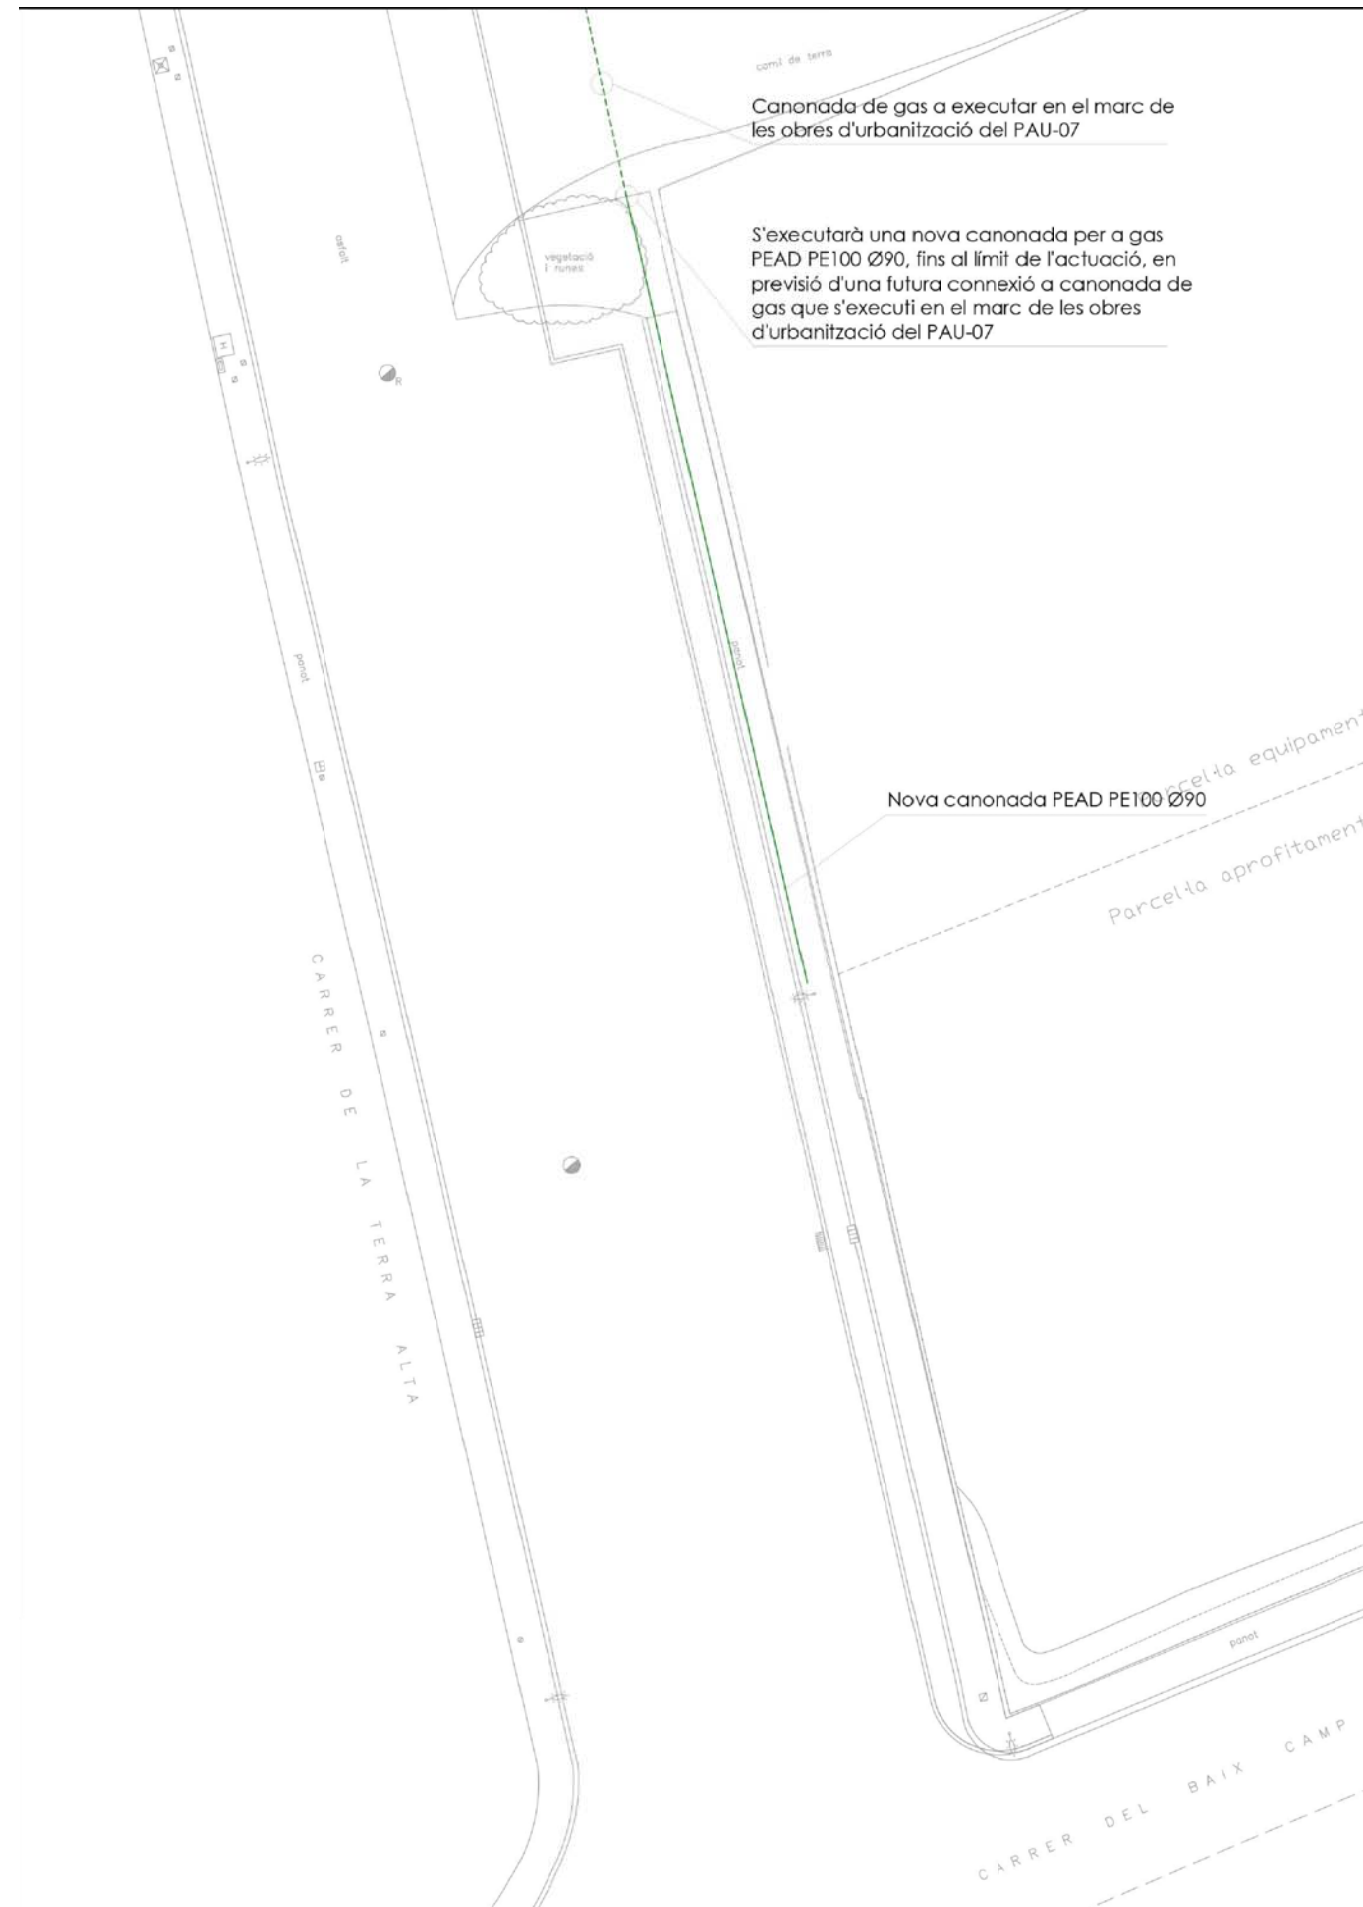 camí de terra
Canonada de gas a executar en el marc de
les obres d'urbanització del PAU-07
S'executarà una nova canonada per a gas
PEAD PE100 Ø90, fins al límit de l'actuació, en
previsió d'una futura connexió a canonada de
gas que s'executi en el marc de les obres
d'urbanització del PAU-07
asfalt
vegetació
i runes
H
R
panot
panot
Parcel·la equipament
Nova canonada PEAD PE100 Ø90
Parcel·la aprofitament
CARRER DE LA TERRA ALTA
panot
CARRER DEL BAIX CAMP